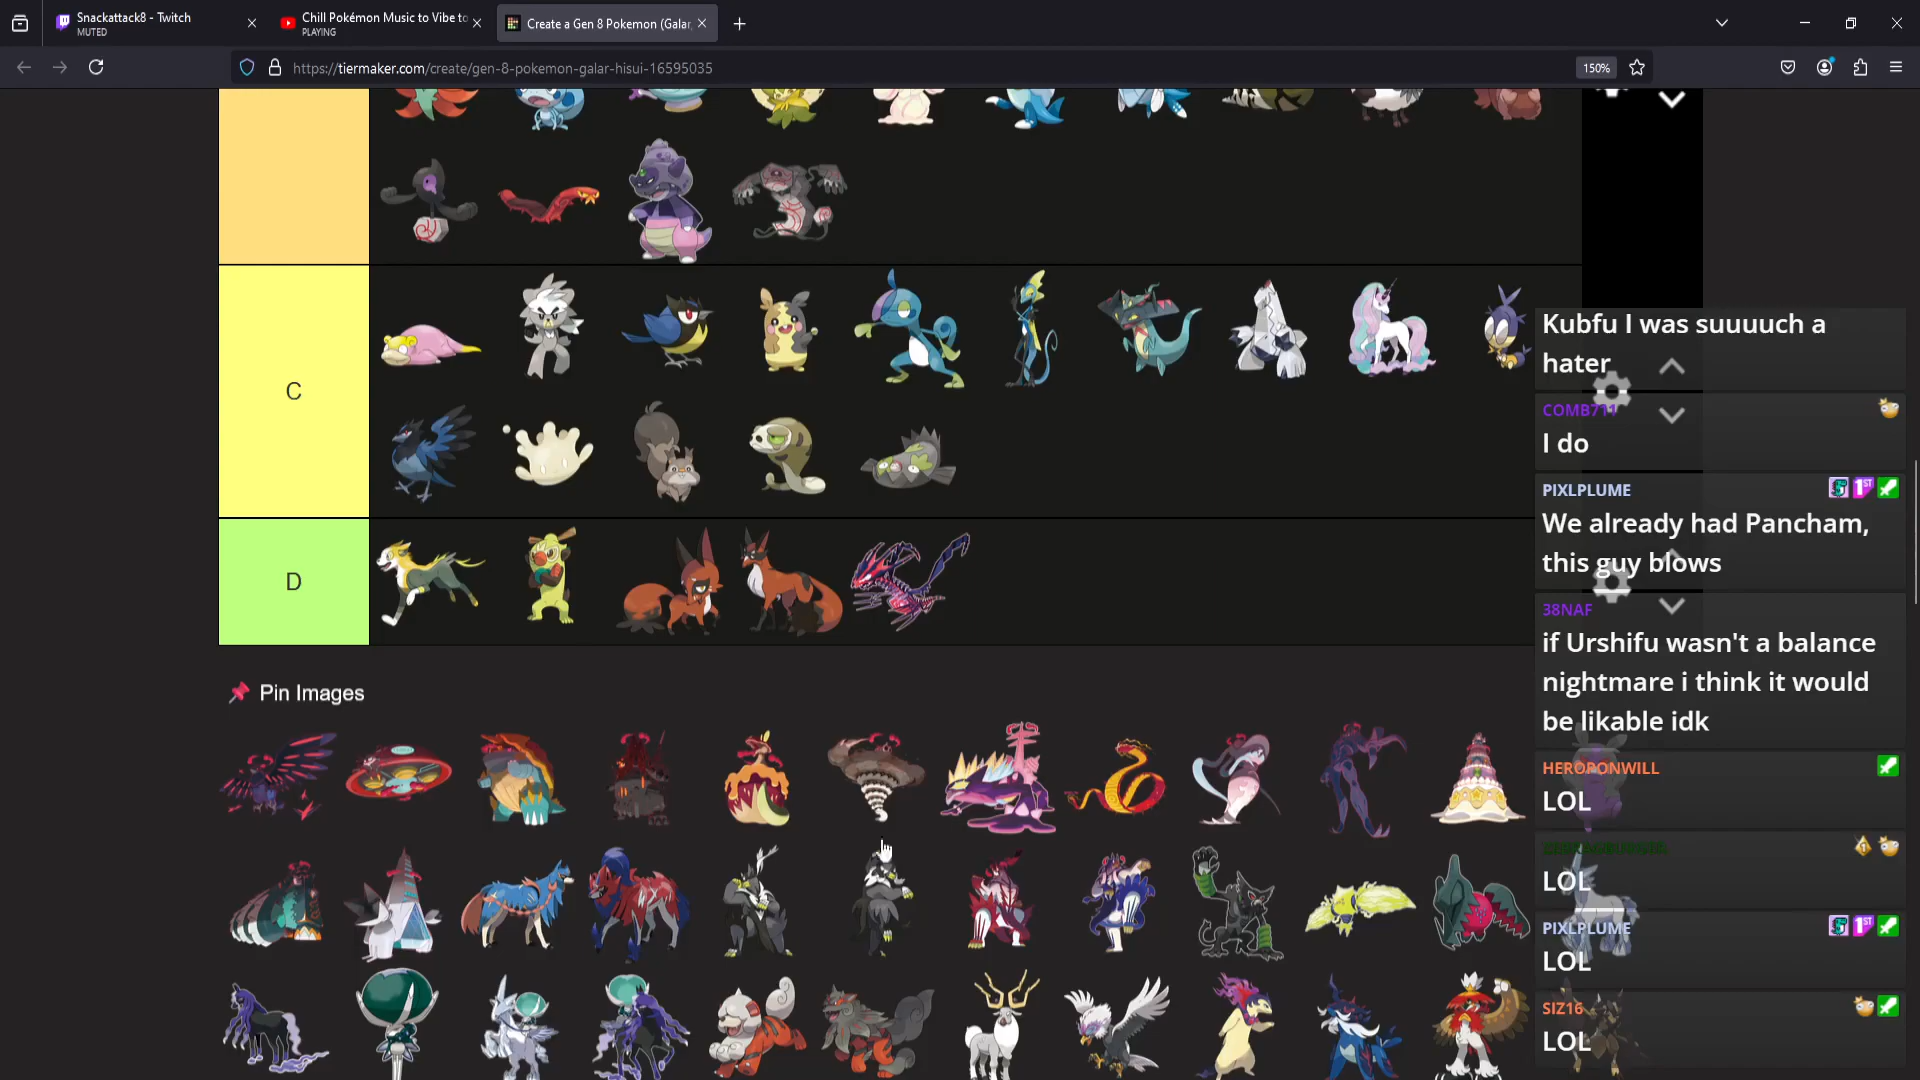 Snackattack8 - Twitch
MUTED
Chill Pokémon Music to Vibe to
PLAYING
Create a Gen 8 Pokemon (Galar,
https://tiermaker.com/create/gen-8-pokemon-galar-hisui-16595035
150%
C
D
Pin Images
Kubfu I was suuuuch a
hater
COMB711
I do
PIXLPLUME
We already had Pancham,
this guy blows
38NAF
if Urshifu wasn't a balance
nightmare i think it would
be likable idk
HERORONWILL
LOL
LOL
PIXLPLUME
LOL
SIZ16
LOL